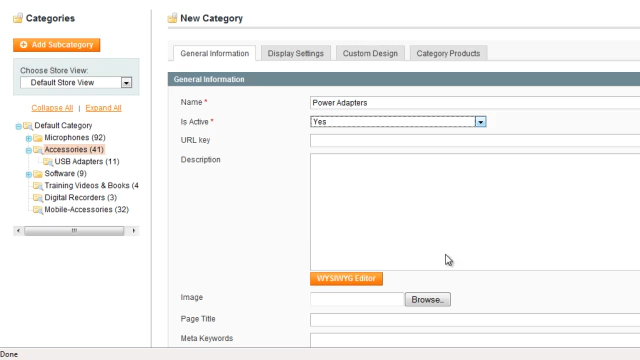 Categories
Add Subcategory
Choose Store View:
Default Store View
Collapse All | Expand All
Default Category
Microphones (92)
Accessories (41)
USB Adapters (11)
Software (9)
Training Videos & Books (4
Digital Recorders (3)
Mobile-Accessories (32)
New Category
General Information
Display Settings
Custom Design
Category Products
General Information
Name *
Power Adapters
Is Active *
Yes
URL key
Description
WYSIWYG Editor
Image
Browse..
Page Title
Meta Keywords
Done